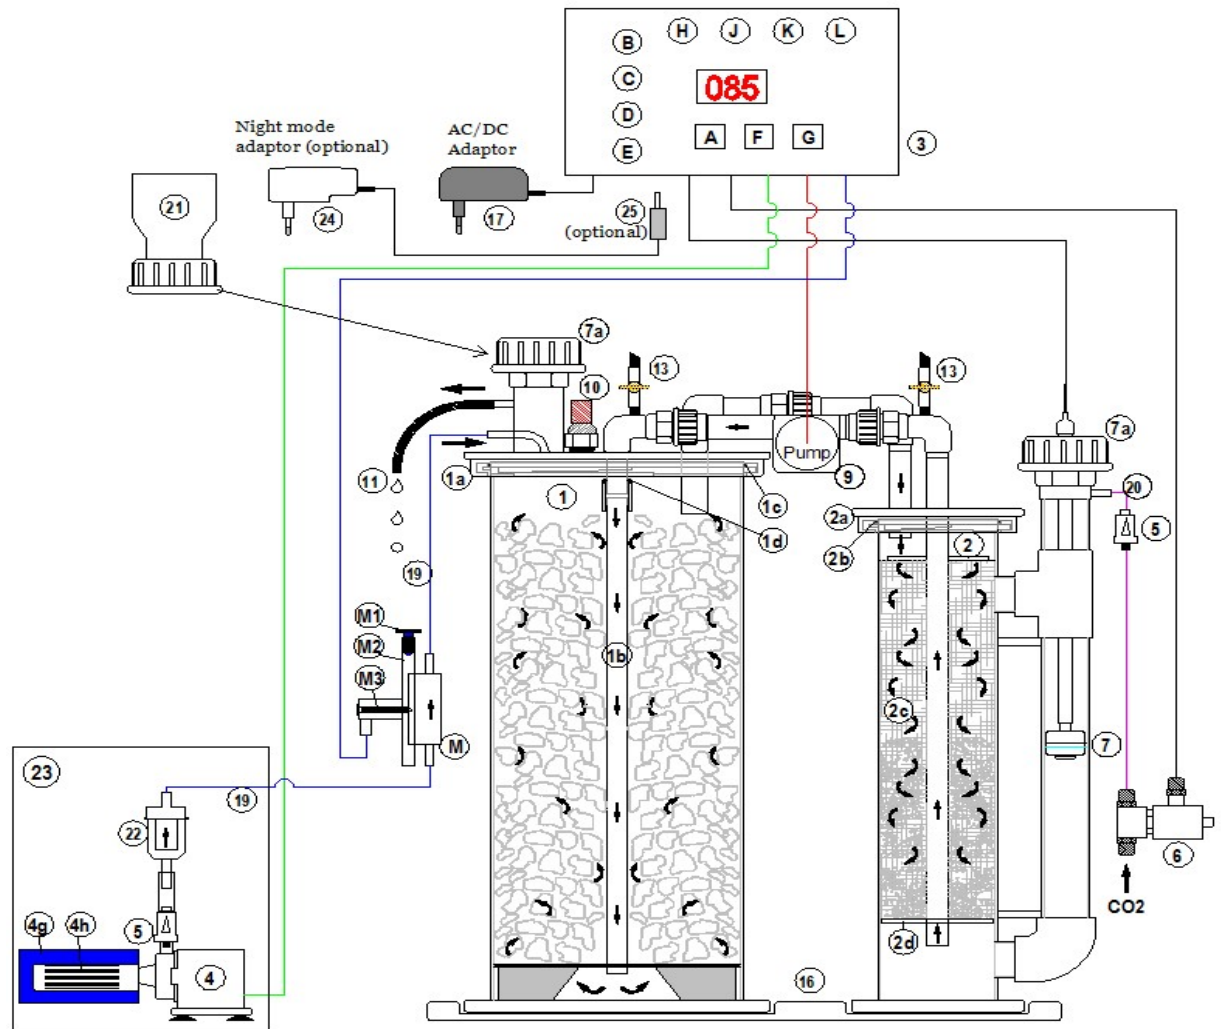 B
H
J
K
L
C
085
D
A
F
G
E
3
Night mode
adaptor (optional)
AC/DC
Adaptor
21
24
17
25
(optional)
7a
10
13
13
Pump
9
7a
11
1a
1
1c
1d
2a
2b
2
20
5
19
M1
M2
M3
M
1b
2c
7
23
19
22
5
4g
4h
4
6
CO2
2d
16